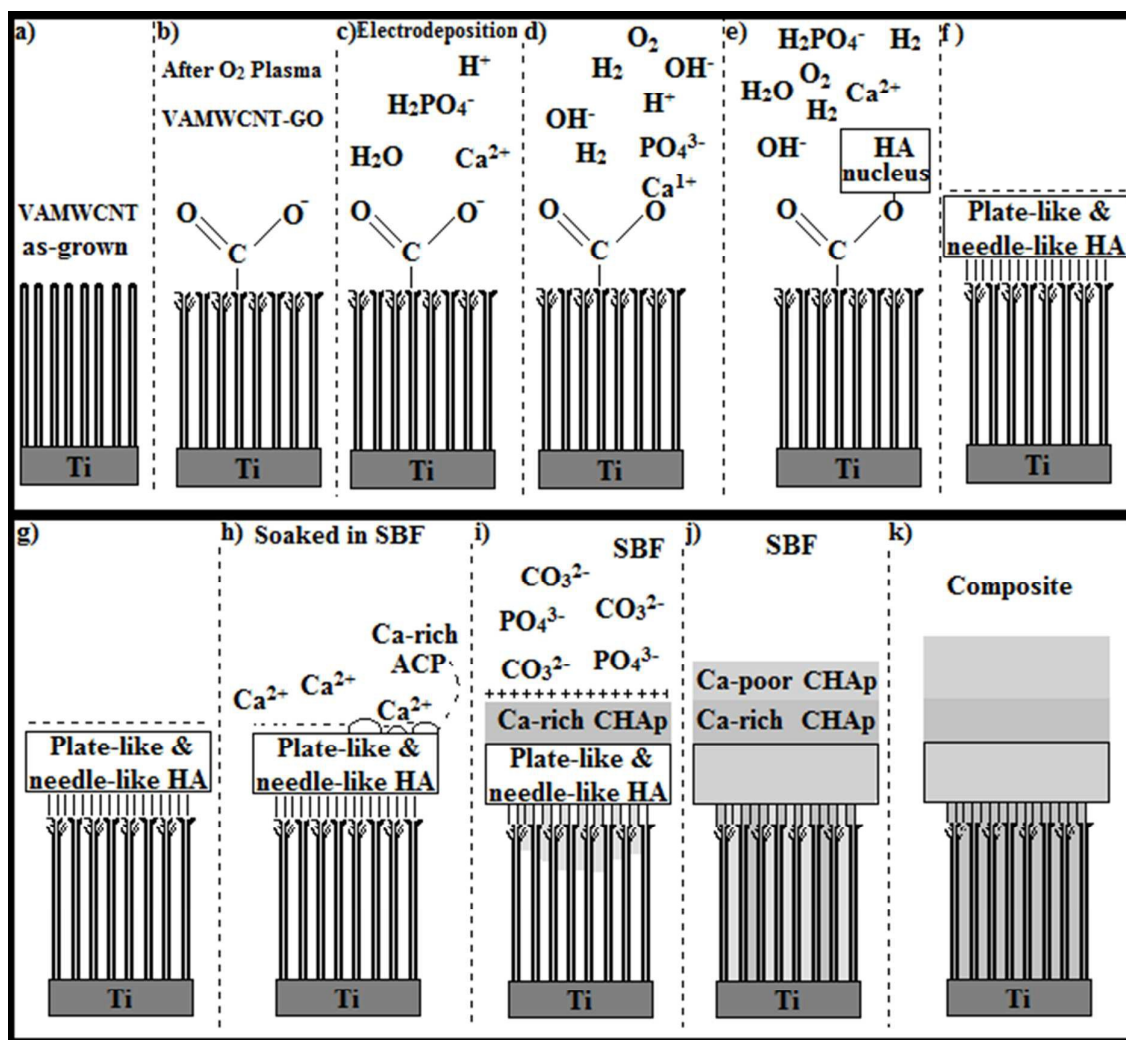 a)
VAMWCNT
as-grown
Ti
b)
After O₂ Plasma
VAMWCNT-GO
O
O⁻
C
Ti
c) Electrodeposition
H⁺
H₂PO₄⁻
H₂O
Ca²⁺
O
O⁻
C
Ti
d)
O₂
H₂
OH⁻
H⁺
OH⁻
H₂
PO₄³⁻
Ca¹⁺
O
O
C
Ti
e)
H₂PO₄⁻
H₂
O₂
H₂O
Ca²⁺
H₂
OH⁻
HA
nucleus
O
O
C
Ti
f)
Plate-like &
needle-like HA
Ti
g)
Plate-like &
needle-like HA
Ti
h) Soaked in SBF
Ca-rich
ACP
Ca²⁺
Ca²⁺
Ca²⁺
Plate-like &
needle-like HA
Ti
i)
SBF
CO₃²⁻
PO₄³⁻
CO₃²⁻
CO₃²⁻
PO₄³⁻
+++++++++++++++
Ca-rich CHAp
Plate-like &
needle-like HA
Ti
j)
SBF
Ca-poor CHAp
Ca-rich CHAp
Ti
k)
Composite
Ti